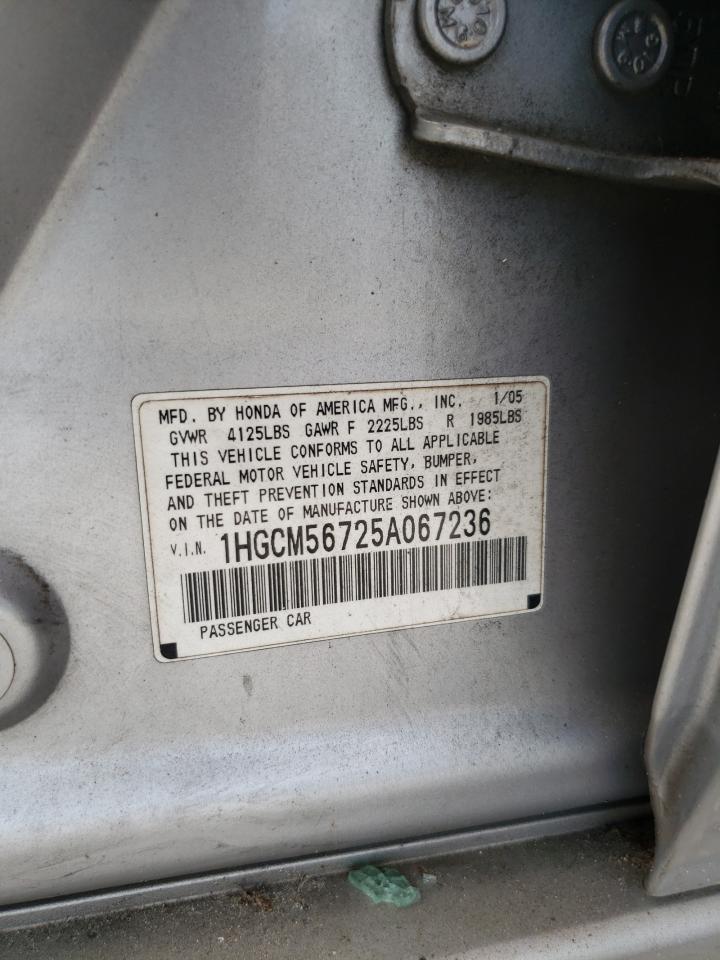 MFD. BY HONDA OF AMERICA MFG., INC. 1/05
GVWR 4125LBS GAWR F 2225LBS R 1985LBS
THIS VEHICLE CONFORMS TO ALL APPLICABLE
FEDERAL MOTOR VEHICLE SAFETY, BUMPER,
AND THEFT PREVENTION STANDARDS IN EFFECT
ON THE DATE OF MANUFACTURE SHOWN ABOVE:
V.I.N. 1HGCM56725A067236
PASSENGER CAR